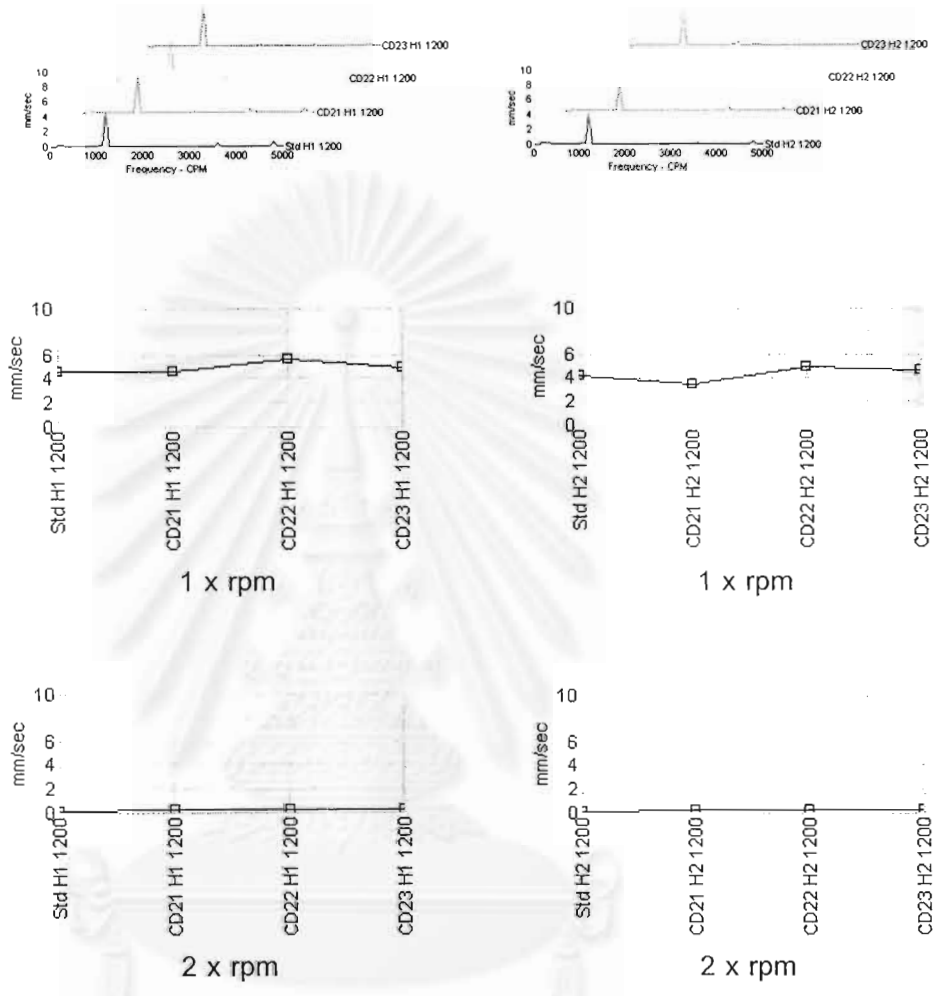 CD23 H1 1200
CD22 H1 1200
CD21 H1 1200
Std H1 1200
10
8
6
4
2
0
mm/sec
0 1000 2000 3000 4000 5000
Frequency - CPM
CD23 H2 1200
CD22 H2 1200
CD21 H2 1200
Std H2 1200
10
8
6
4
2
0
mm/sec
0 1000 2000 3000 4000 5000
Frequency - CPM
10
6
4
2
0
mm/sec
Std H1 1200
CD21 H1 1200
CD22 H1 1200
CD23 H1 1200
1 x rpm
10
6
4
2
0
mm/sec
Std H2 1200
CD21 H2 1200
CD22 H2 1200
CD23 H2 1200
1 x rpm
10
6
4
2
0
mm/sec
Std H1 1200
CD21 H1 1200
CD22 H1 1200
CD23 H1 1200
2 x rpm
10
6
4
2
0
mm/sec
Std H2 1200
CD21 H2 1200
CD22 H2 1200
CD23 H2 1200
2 x rpm